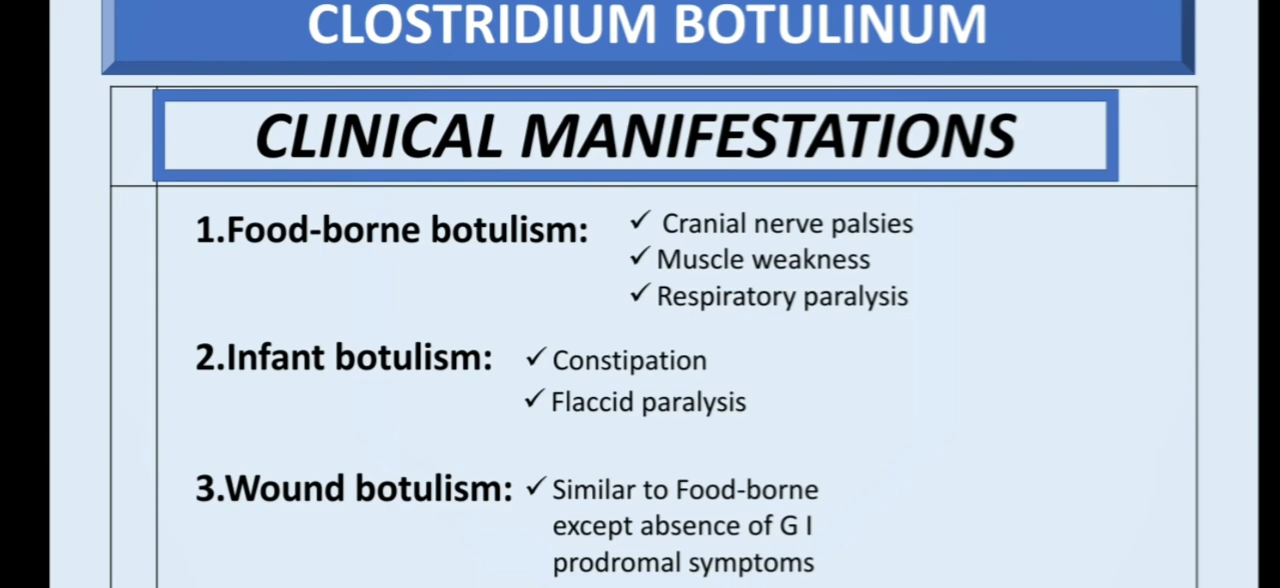 CLOSTRIDIUM BOTULINUM
CLINICAL MANIFESTATIONS
1.Food-borne botulism:
✓ Cranial nerve palsies
✓ Muscle weakness
✓ Respiratory paralysis
2.Infant botulism:
✓ Constipation
✓ Flaccid paralysis
3.Wound botulism:
✓ Similar to Food-borne
except absence of G I
prodromal symptoms